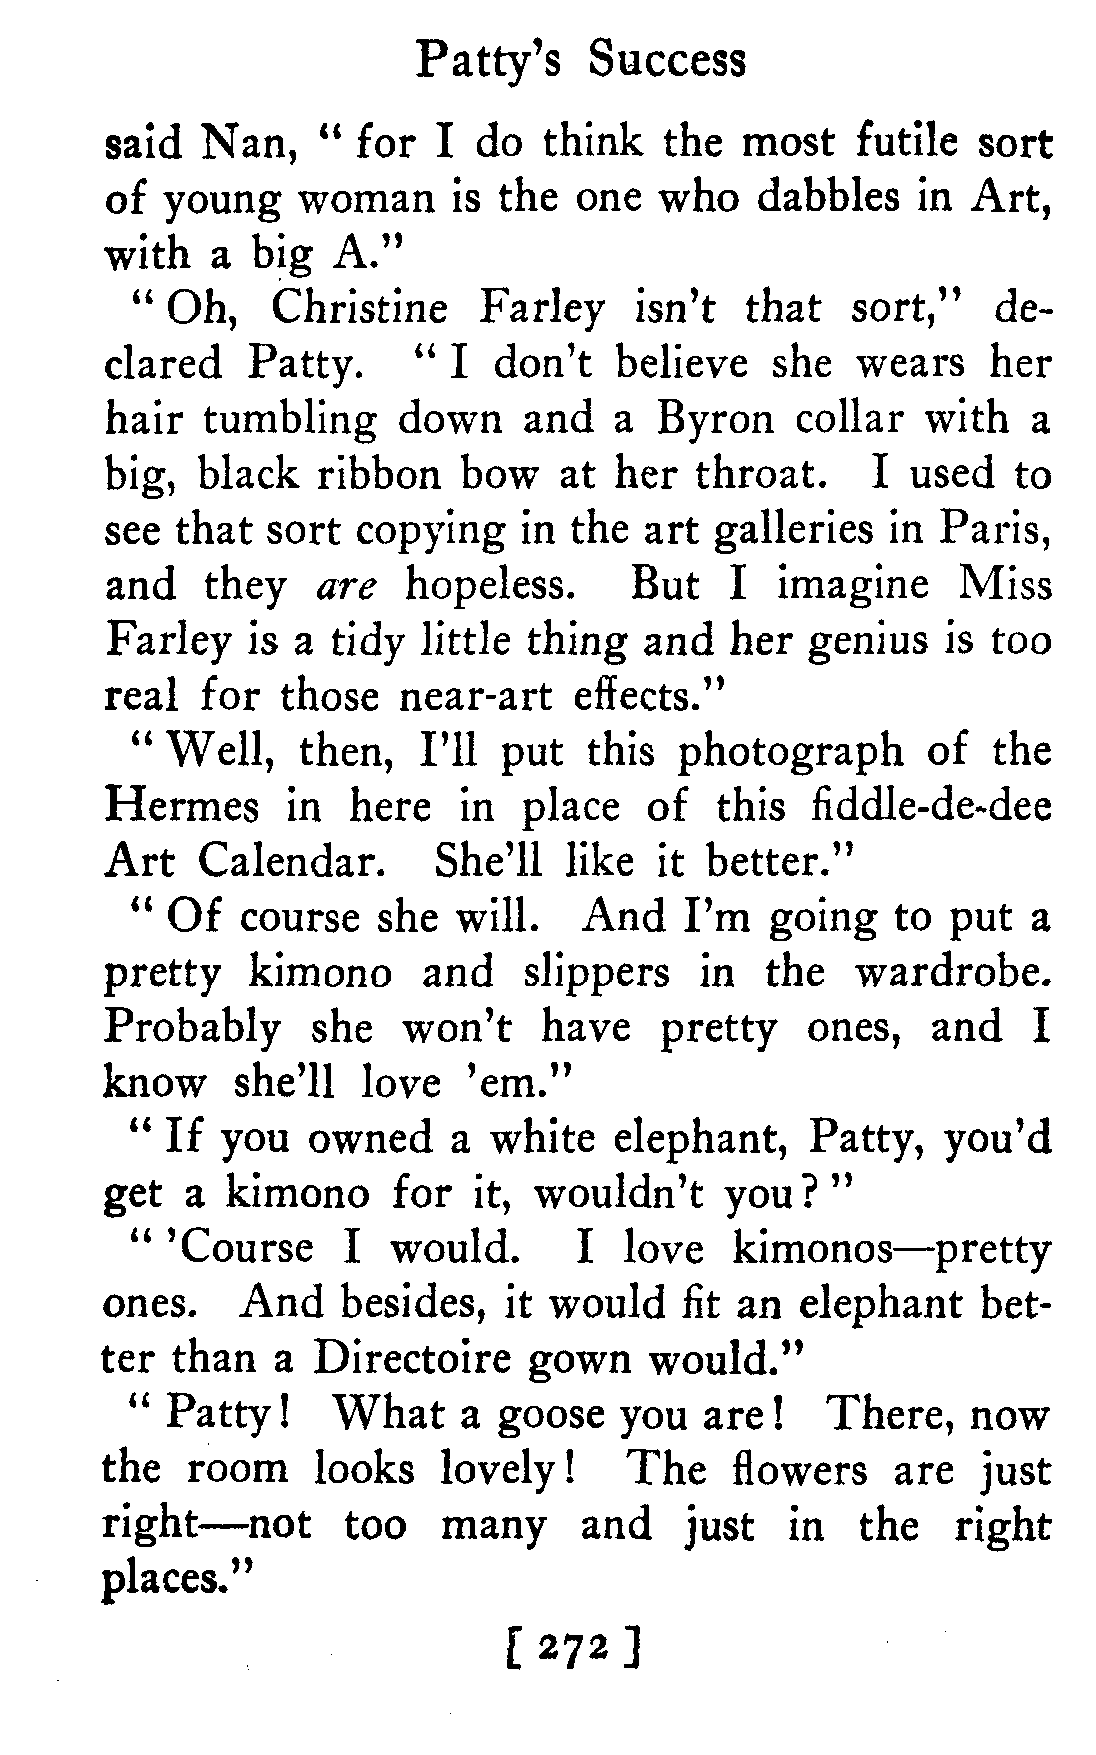 Patty's Success
said Nan, " for I do think the most futile sort
of young woman is the one who dabbles in Art,
with a big A."
" Oh, Christine Farley isn't that sort," de-
clared Patty. " I don't believe she wears her
hair tumbling down and a Byron collar with a
big, black ribbon bow at her throat. I used to
see that sort copying in the art galleries in Paris,
and they are hopeless. But I imagine Miss
Farley is a tidy little thing and her genius is too
real for those near-art effects."
" Well, then, I'll put this photograph of the
Hermes in here in place of this fiddle-de-dee
Art Calendar. She'll like it better."
" Of course she will. And I'm going to put a
pretty kimono and slippers in the wardrobe.
Probably she won't have pretty ones, and I
know she'll love 'em."
" If you owned a white elephant, Patty, you'd
get a kimono for it, wouldn't you? "
" 'Course I would. I love kimonos—pretty
ones. And besides, it would fit an elephant bet-
ter than a Directoire gown would."
" Patty! What a goose you are! There, now
the room looks lovely! The flowers are just
right—not too many and just in the right
places."
[ 272 ]